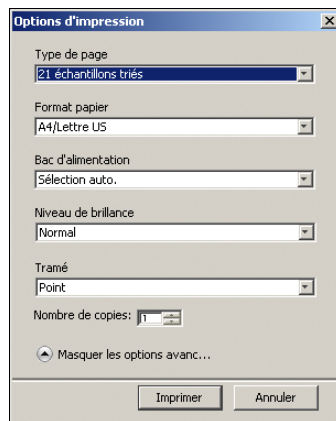 Options d'impression
Type de page
21 échantillons triés
Format papier
A4/Lettre US
Bac d'alimentation
Sélection auto.
Niveau de brillance
Normal
Tramé
Point
Nombre de copies: 1
Masquer les options avanc...
Imprimer Annuler